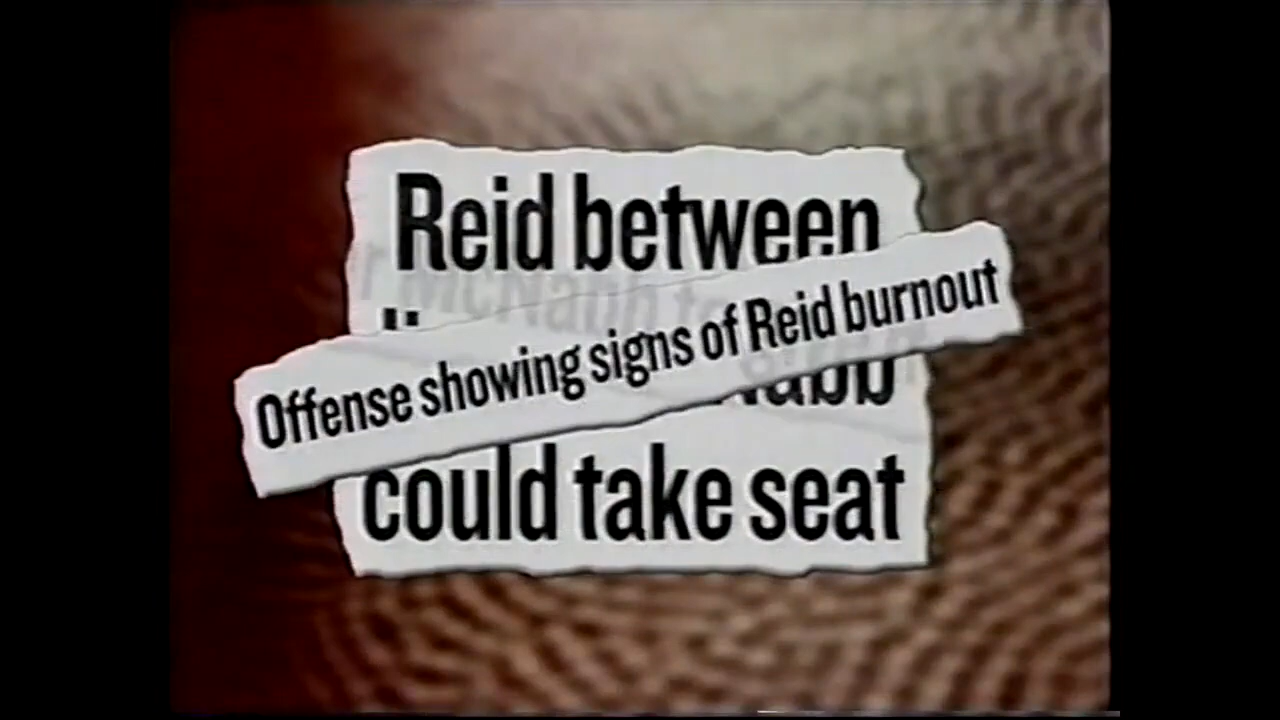 Reid between
could take seat
Offense showing signs of Reid burnout